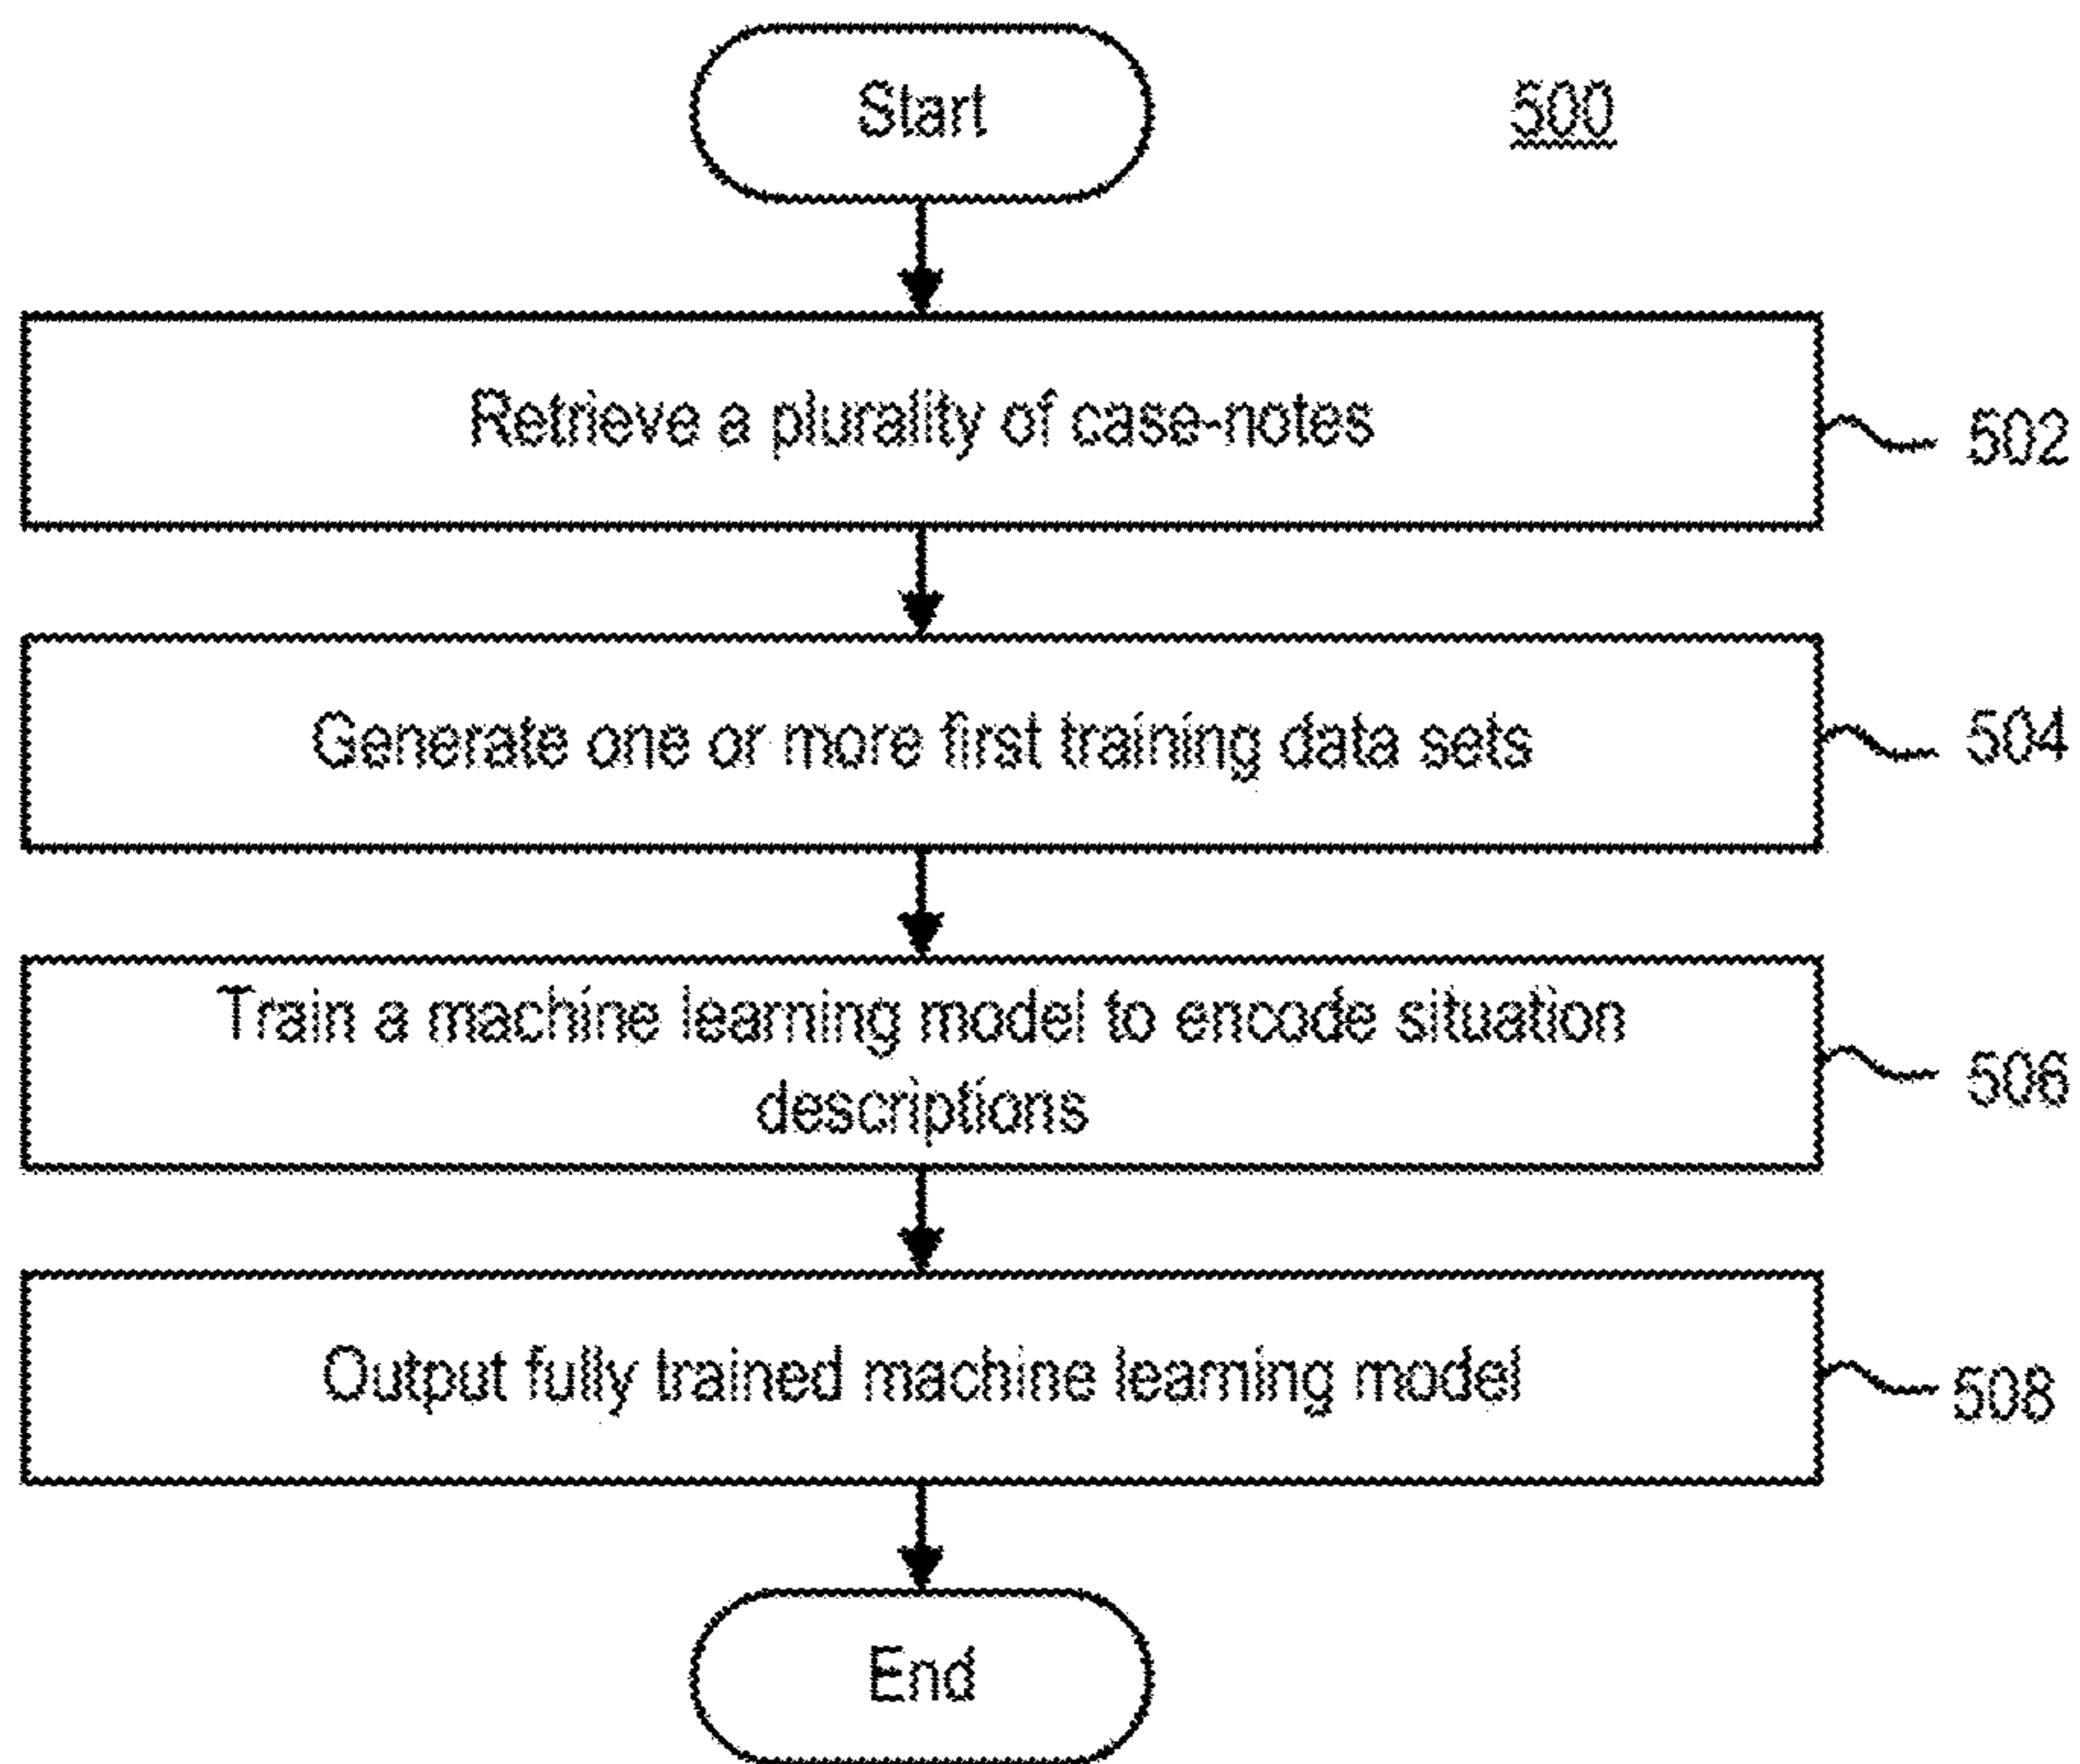 Start
500
Retrieve a plurality of case-notes
502
Generate one or more first training data sets
504
Train a machine learning model to encode situation
descriptions
506
Output fully trained machine learning model
508
End